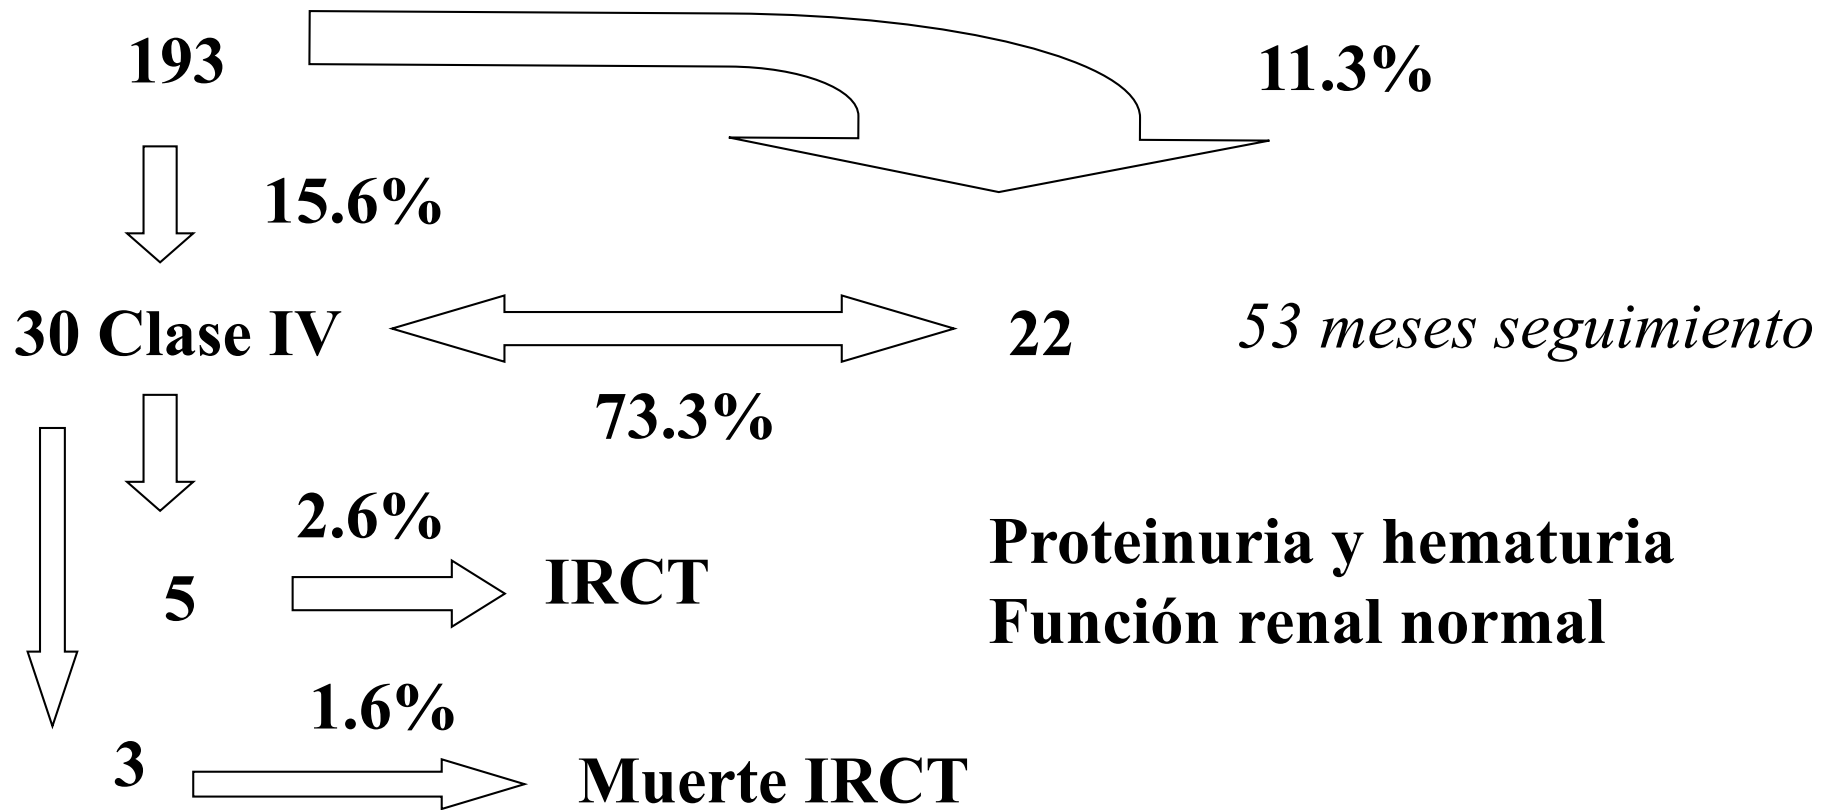 193
11.3%
15.6%
30 Clase IV
22
53 meses seguimiento
73.3%
2.6%
5
IRCT
Proteinuria y hematuria
Función renal normal
1.6%
3
Muerte IRCT